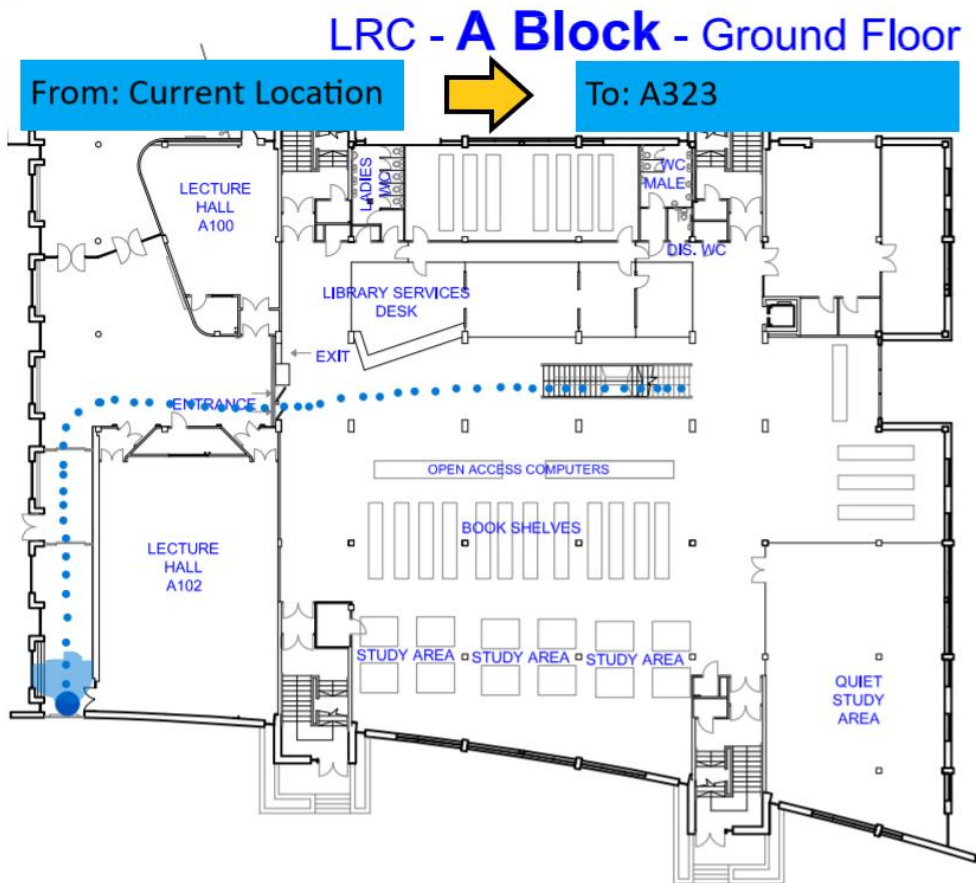 LRC - A Block - Ground Floor
From: Current Location
To: A323
LECTURE
HALL
A100
LADIES
WC
WC
MALE
DIS. WC
LIBRARY SERVICES
DESK
EXIT
ENTRANCE
OPEN ACCESS COMPUTERS
BOOK SHELVES
LECTURE
HALL
A102
STUDY AREA
STUDY AREA
STUDY AREA
QUIET
STUDY
AREA